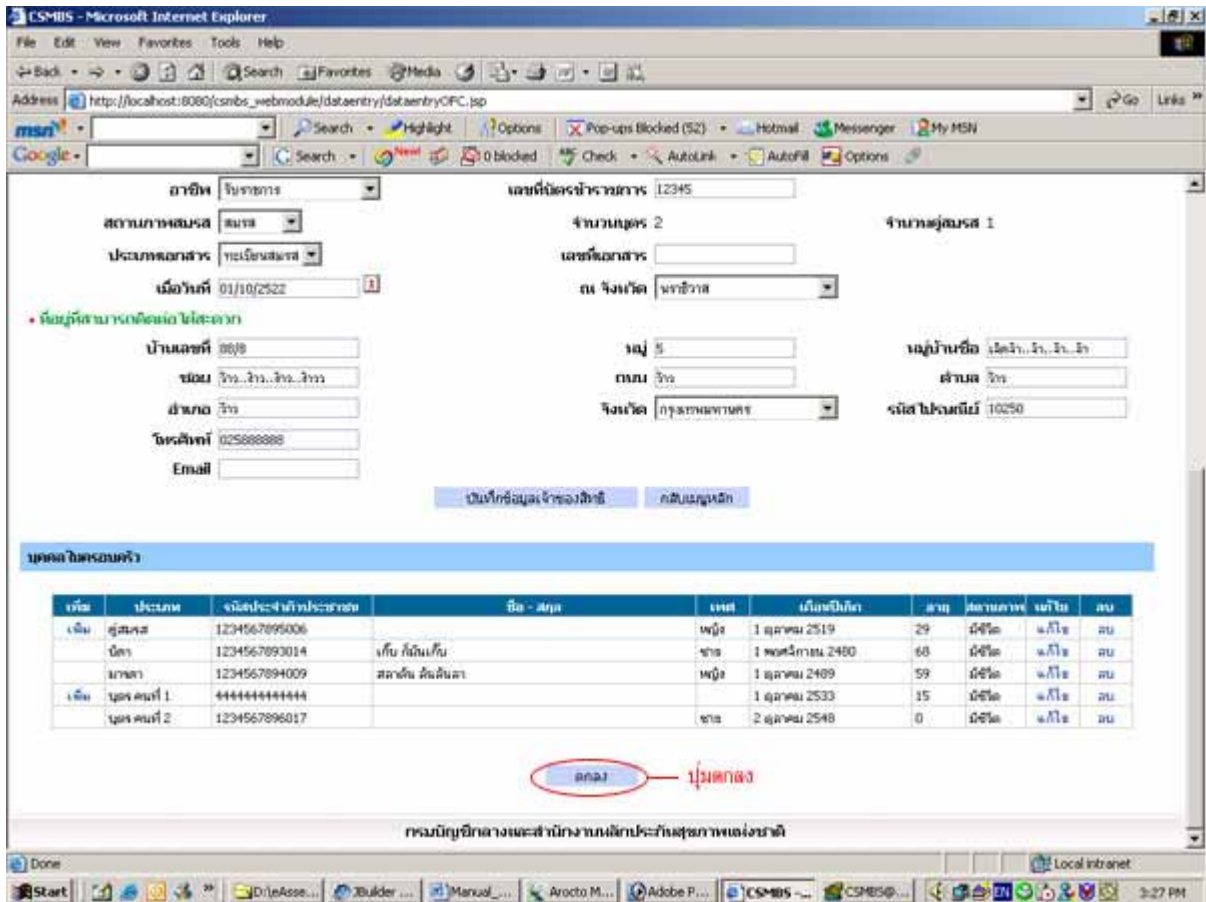 CSMBS - Microsoft Internet Explorer
File Edit View Favorites Tools Help
Back Search Favorites Media
Address http://localhost:8080/csmbs_webmodule/dataentry/dataentryOFC.jsp Go Links »
msn Search Highlight Options Pop-ups Blocked (52) Hotmail Messenger My MSN
Google Search New! 0 blocked Check AutoLink AutoFill Options
อาชีพ รับราชการ เลขที่บัตรข้าราชการ 12345
สถานภาพสมรส สมรส จำนวนบุตร 2 จำนวนคู่สมรส 1
ประเภทเอกสาร ทะเบียนสมรส เลขที่เอกสาร
เมื่อวันที่ 01/10/2522 ณ จังหวัด นราธิวาส
• ที่อยู่ที่สามารถติดต่อได้สะดวก
บ้านเลขที่ 88/8 หมู่ 5 หมู่บ้านชื่อ
ซอย ถนน ว้าว ตำบล ว้าว
อำเภอ ว้าว จังหวัด กรุงเทพมหานคร รหัสไปรษณีย์ 10250
โทรศัพท์ 025888888
Email
บันทึกข้อมูลเจ้าของสิทธิ กลับเมนูหลัก
บุคคลในครอบครัว
เพิ่ม ประเภท รหัสประจำตัวประชาชน ชื่อ - สกุล เพศ เดือนปีเกิด อายุ สถานภาพ แก้ไข ลบ
เพิ่ม คู่สมรส 1234567895006 หญิง 1 ตุลาคม 2519 29 มีชีวิต แก้ไข ลบ
บิดา 1234567893014 ชาย 1 พฤศจิกายน 2480 68 มีชีวิต แก้ไข ลบ
มารดา 1234567894009 หญิง 1 ตุลาคม 2489 59 มีชีวิต แก้ไข ลบ
เพิ่ม บุตร คนที่ 1 4444444444444 1 ตุลาคม 2533 15 มีชีวิต แก้ไข ลบ
บุตร คนที่ 2 1234567896017 ชาย 2 ตุลาคม 2548 0 มีชีวิต แก้ไข ลบ
ตกลง ปุ่มตกลง
กรมบัญชีกลางและสำนักงานหลักประกันสุขภาพแห่งชาติ
Done Local intranet
Start D:\eAsse... JBuilder ... Manual_... Arocto M... Adobe P... CSMBS -... CSMBS@... EN 3:27 PM